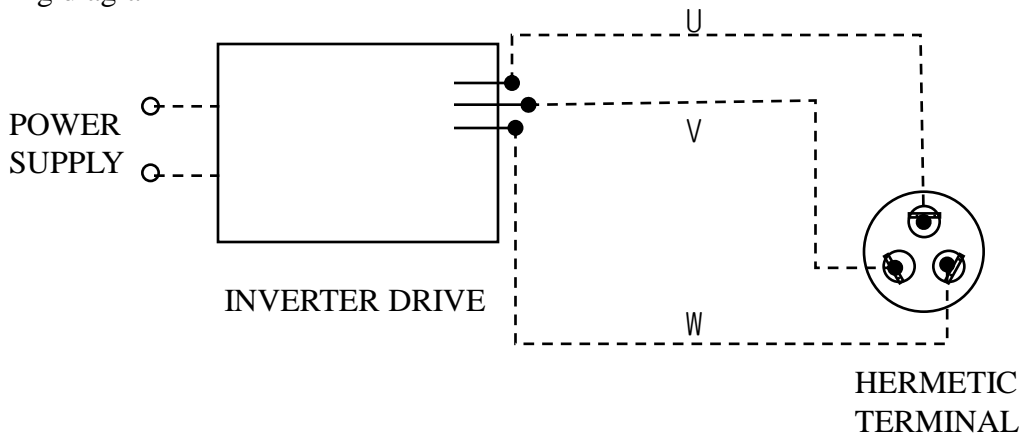 U
POWER
SUPPLY
V
INVERTER DRIVE
W
HERMETIC
TERMINAL